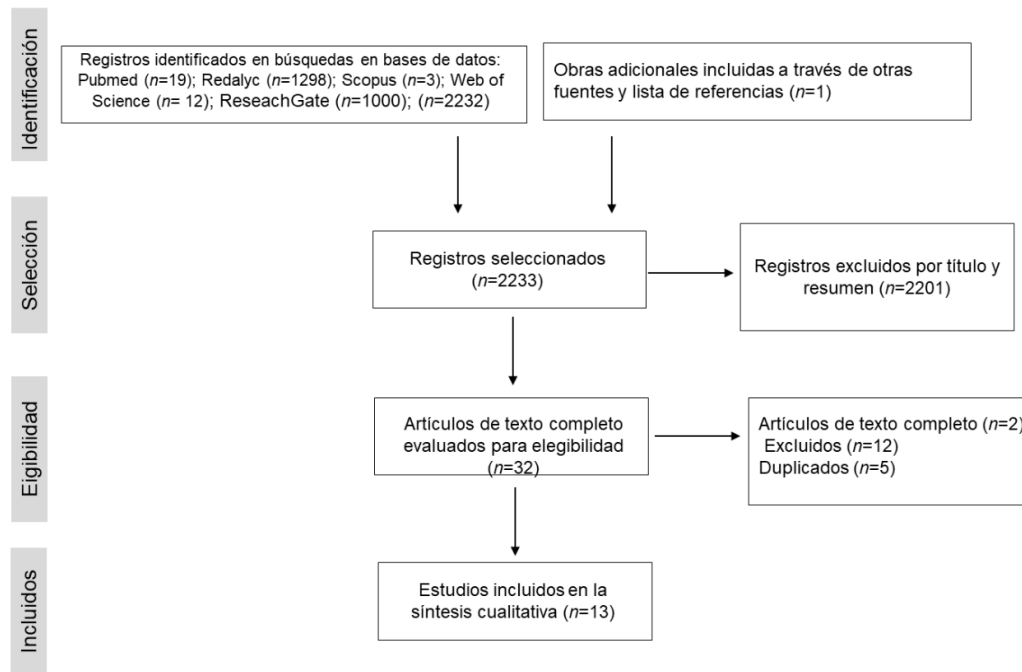 Identificación
Registros identificados en búsquedas en bases de datos:
Pubmed (n=19); Redalyc (n=1298); Scopus (n=3); Web of
Science (n= 12); ReseachGate (n=1000); (n=2232)
Obras adicionales incluidas a través de otras
fuentes y lista de referencias (n=1)
Selección
Registros seleccionados
(n=2233)
Registros excluidos por título y
resumen (n=2201)
Eigibilidad
Artículos de texto completo
evaluados para elegibilidad
(n=32)
Artículos de texto completo (n=2)
Excluidos (n=12)
Duplicados (n=5)
Incluidos
Estudios incluidos en la
síntesis cualitativa (n=13)